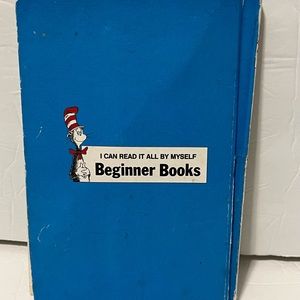 I CAN READ IT ALL BY MYSELF
Beginner Books